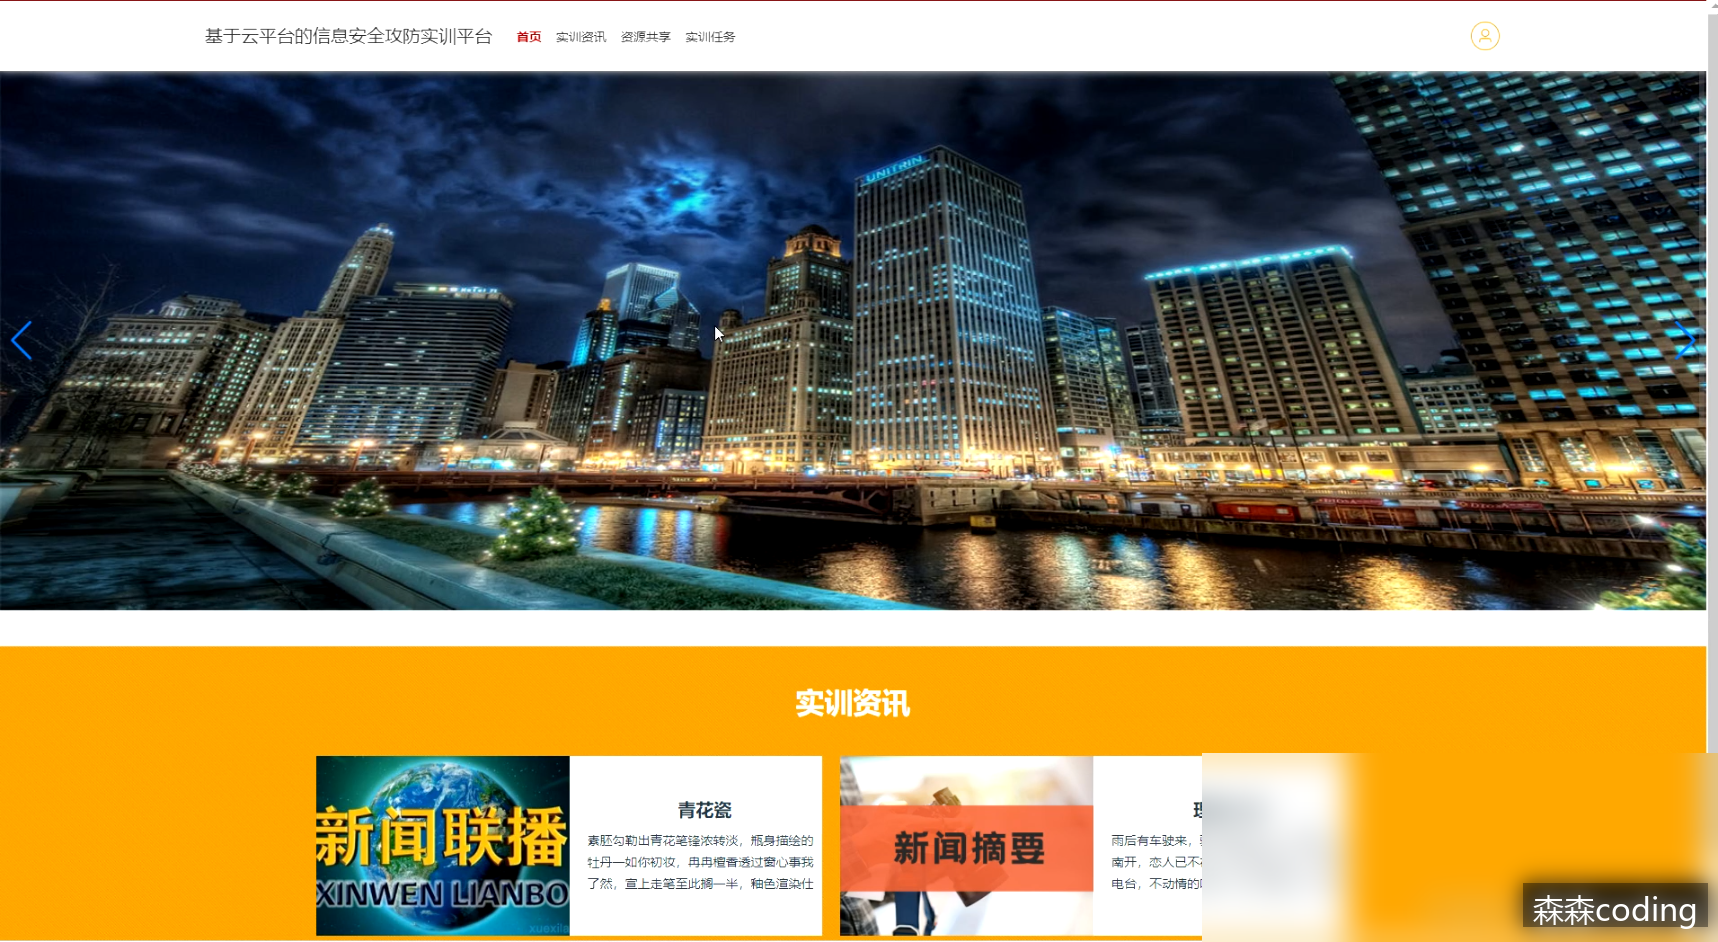 基于云平台的信息安全攻防实训平台
首页 实训资讯 资源共享 实训任务
UNITRIN
实训资讯
新闻联播
XINWEN LIANBO
xuexila
青花瓷
素胚勾勒出青花笔锋浓转淡，瓶身描绘的
牡丹一如你初妆，冉冉檀香透过窗心事我
了然，宣上走笔至此搁一半，釉色渲染仕
新闻摘要
雨后有车驶来，
南开，恋人已不
电台，不动情的
森森coding